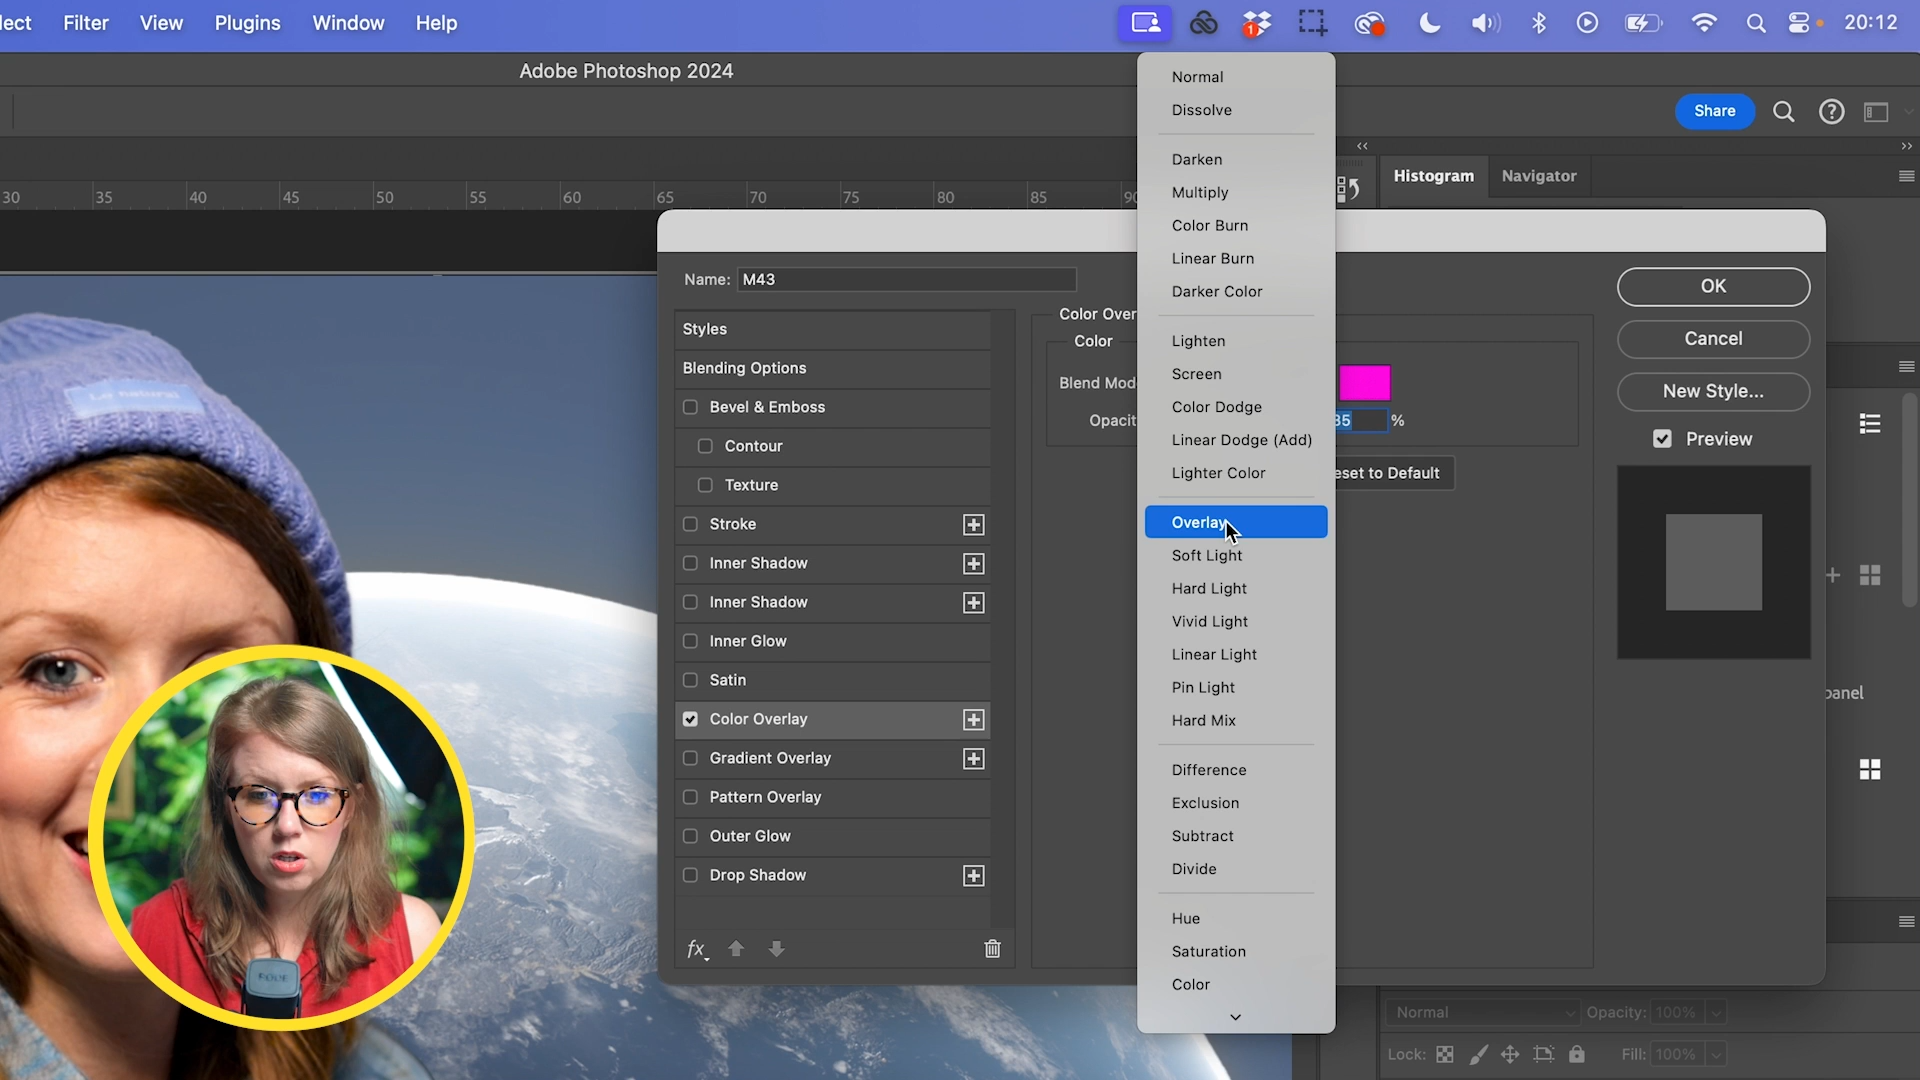 lect Filter View Plugins Window Help 1 20:12
Adobe Photoshop 2024
Share
Histogram Navigator
30 35 40 45 50 55 60 65 70 75 80 85 90
Name: M43
Styles
Blending Options
Bevel & Emboss
Contour
Texture
Stroke
Inner Shadow
Inner Shadow
Inner Glow
Satin
Color Overlay
Gradient Overlay
Pattern Overlay
Outer Glow
Drop Shadow
fx
Color Over
Color
Blend Mod
Opacit 35 %
eset to Default
Normal
Dissolve
Darken
Multiply
Color Burn
Linear Burn
Darker Color
Lighten
Screen
Color Dodge
Linear Dodge (Add)
Lighter Color
Overlay
Soft Light
Hard Light
Vivid Light
Linear Light
Pin Light
Hard Mix
Difference
Exclusion
Subtract
Divide
Hue
Saturation
Color
OK
Cancel
New Style...
Preview
panel
Normal Opacity: 100%
Lock: Fill: 100%
RODE